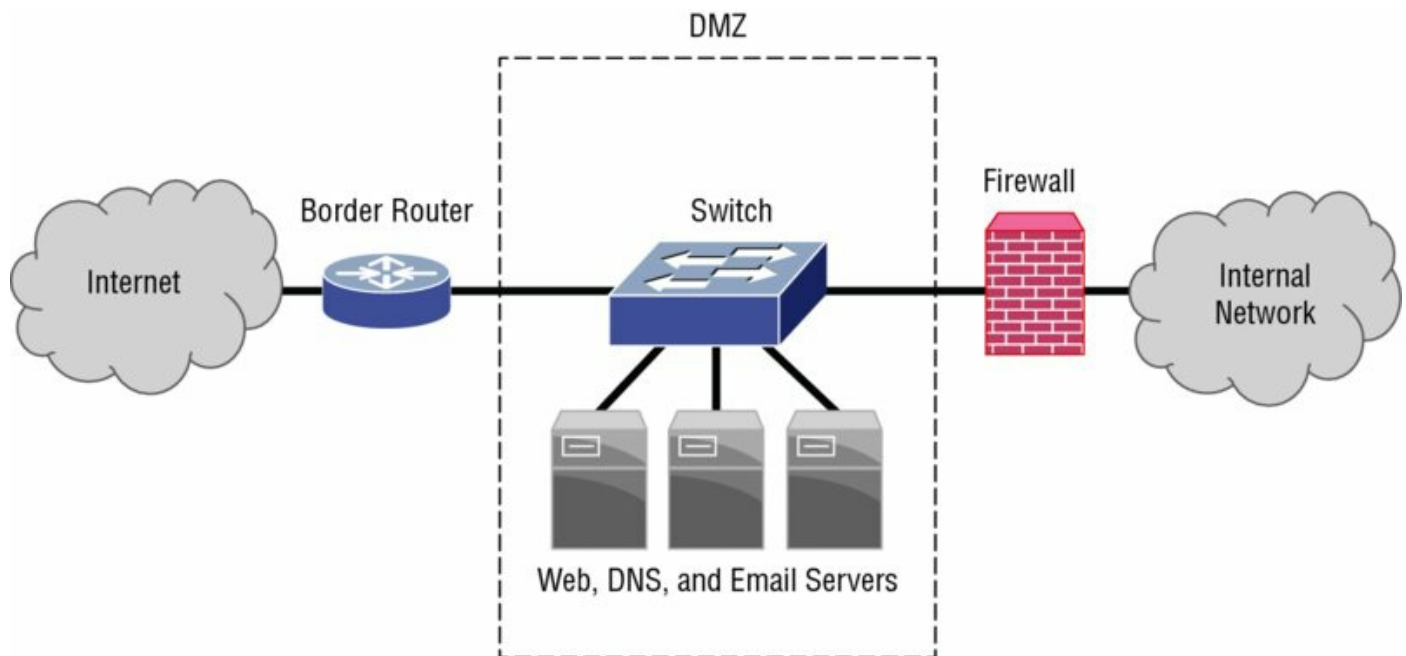 DMZ
Firewall
Border Router
Switch
Internet
Internal
Network
Web, DNS, and Email Servers